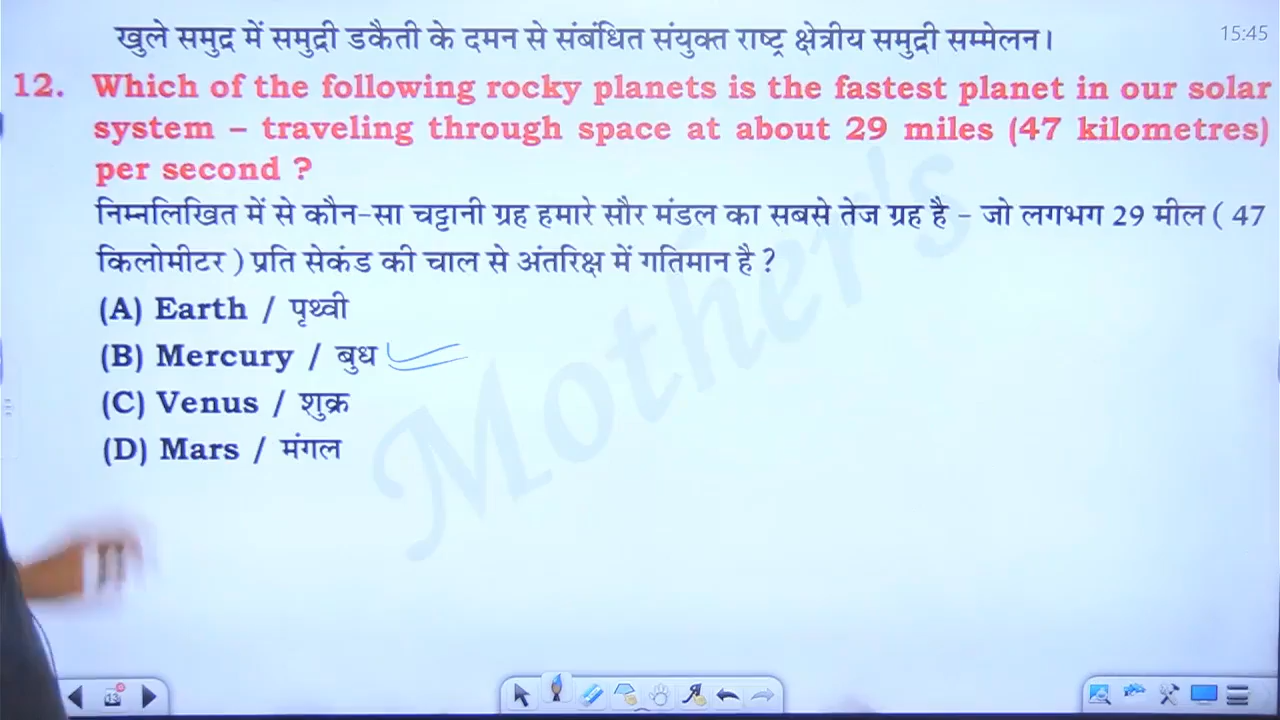 खुले समुद्र में समुद्री डकैती के दमन से संबंधित संयुक्त राष्ट्र क्षेत्रीय समुद्री सम्मेलन।
15:45
12. Which of the following rocky planets is the fastest planet in our solar
system – traveling through space at about 29 miles (47 kilometres)
per second ?
निम्नलिखित में से कौन-सा चट्टानी ग्रह हमारे सौर मंडल का सबसे तेज ग्रह है – जो लगभग 29 मील ( 47
किलोमीटर ) प्रति सेकंड की चाल से अंतरिक्ष में गतिमान है ?
(A) Earth / पृथ्वी
(B) Mercury / बुध
(C) Venus / शुक्र
(D) Mars / मंगल
Mother's
13